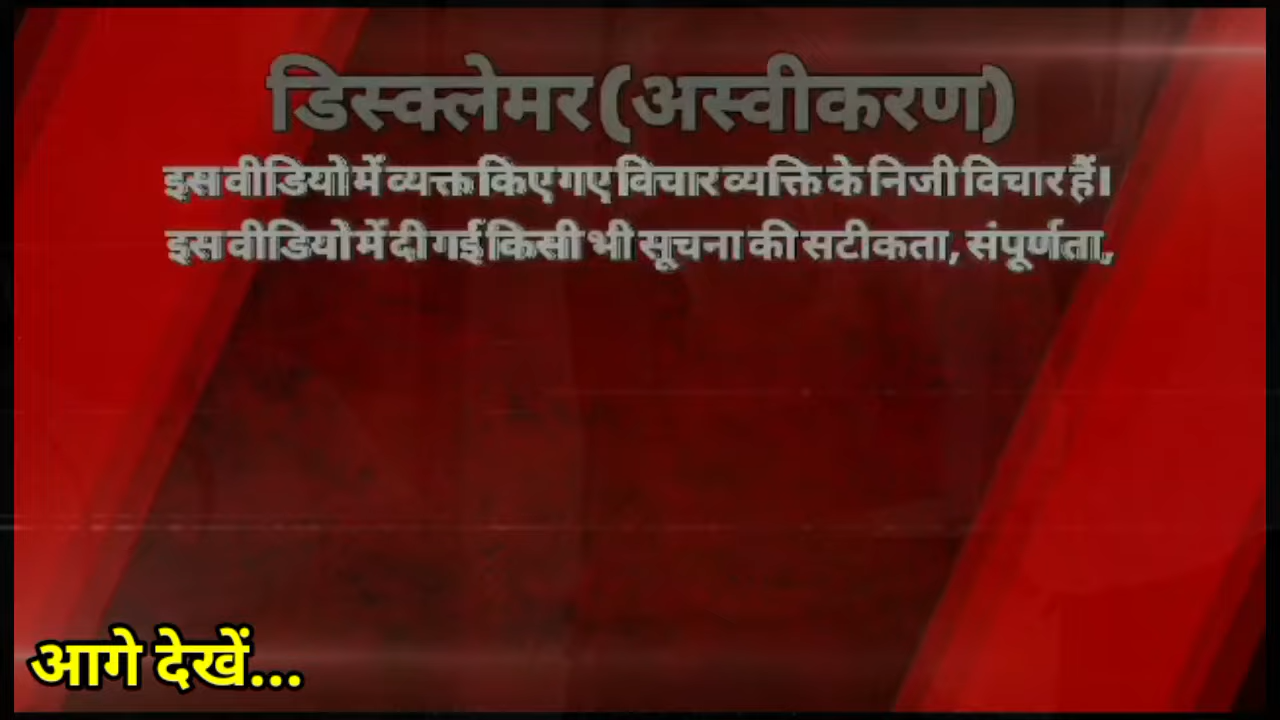 डिस्क्लेमर(अस्वीकरण)
इस वीडियो में व्यक्त किए गए विचार व्यक्ति के निजी विचार हैं।
इस वीडियो में दी गई किसी भी सूचना की सटीकता, संपूर्णता,
आगे देखें...